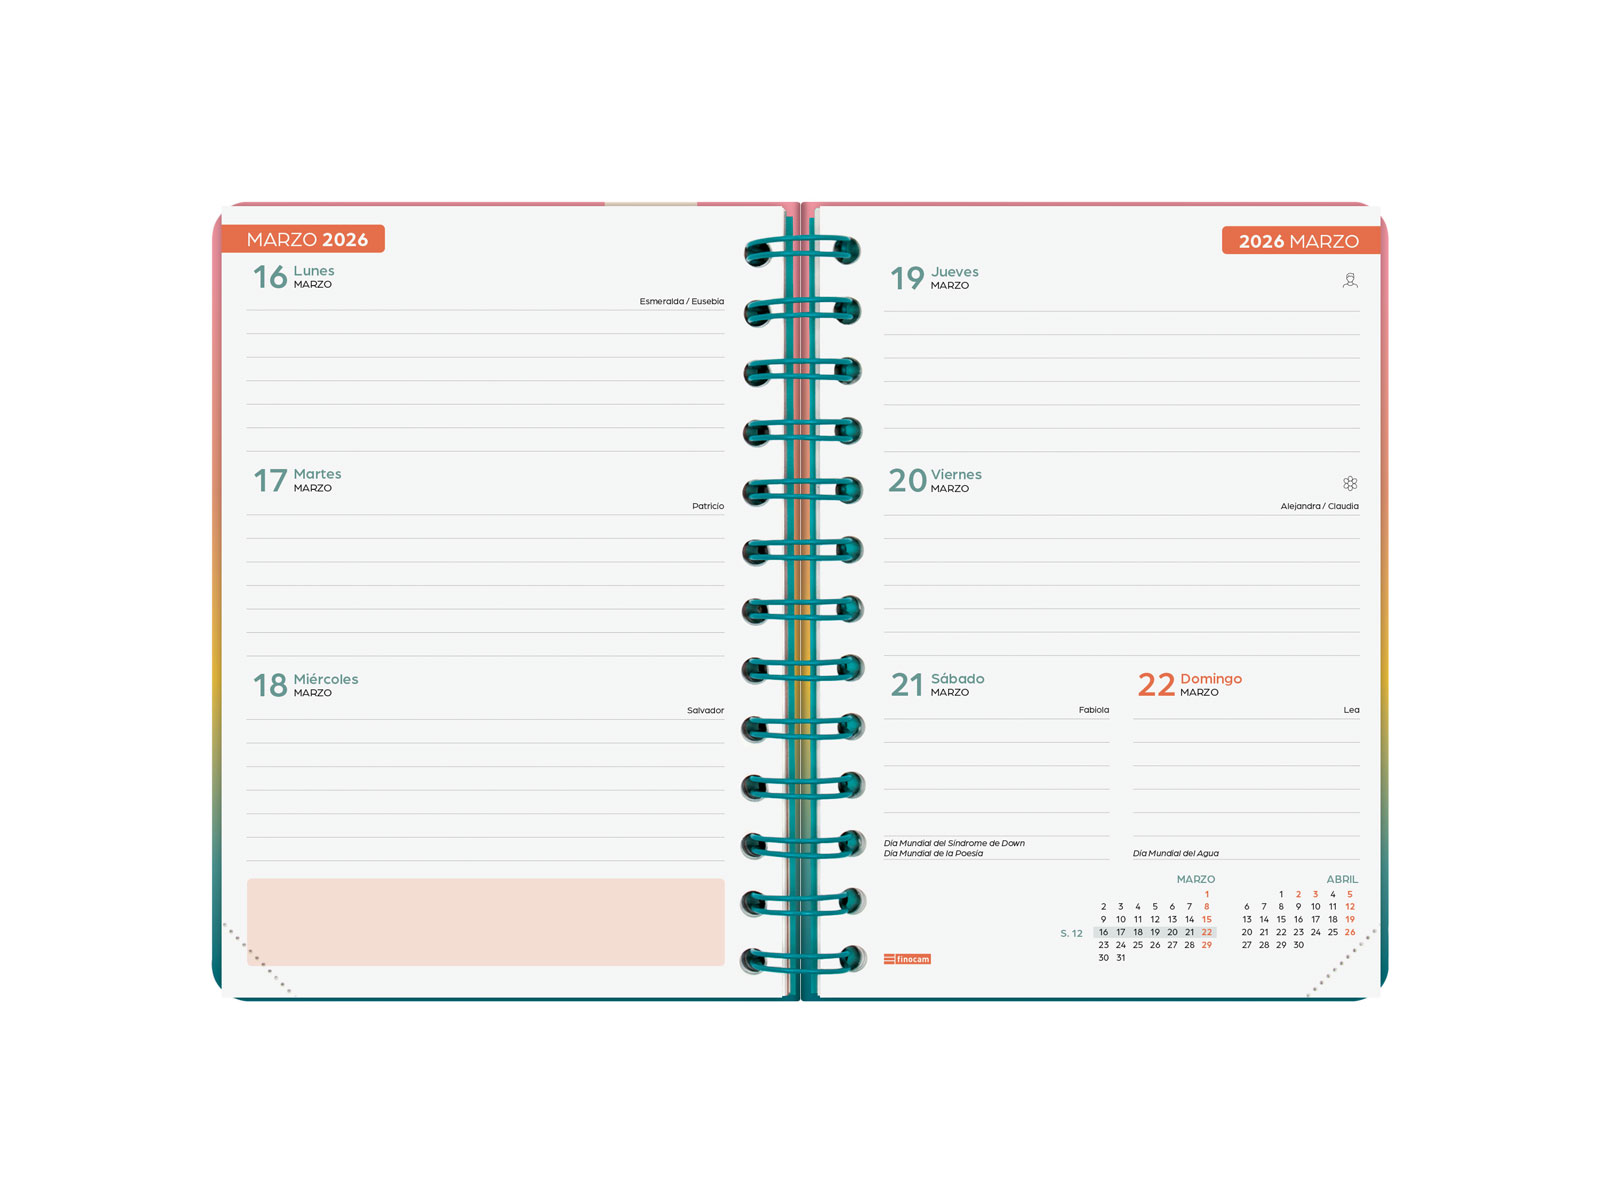 MARZO 2026
16 Lunes
MARZO
Esmeralda / Eusebia
17 Martes
MARZO
Patricio
18 Miércoles
MARZO
Salvador
2026 MARZO
19 Jueves
MARZO
20 Viernes
MARZO
Alejandra / Claudia
21 Sábado
MARZO
Fabiola
Día Mundial del Síndrome de Down
Día Mundial de la Poesía
22 Domingo
MARZO
Lea
Día Mundial del Agua
finocam
S. 12
MARZO
1
2 3 4 5 6 7 8
9 10 11 12 13 14 15
16 17 18 19 20 21 22
23 24 25 26 27 28 29
30 31
ABRIL
1 2 3 4 5
6 7 8 9 10 11 12
13 14 15 16 17 18 19
20 21 22 23 24 25 26
27 28 29 30